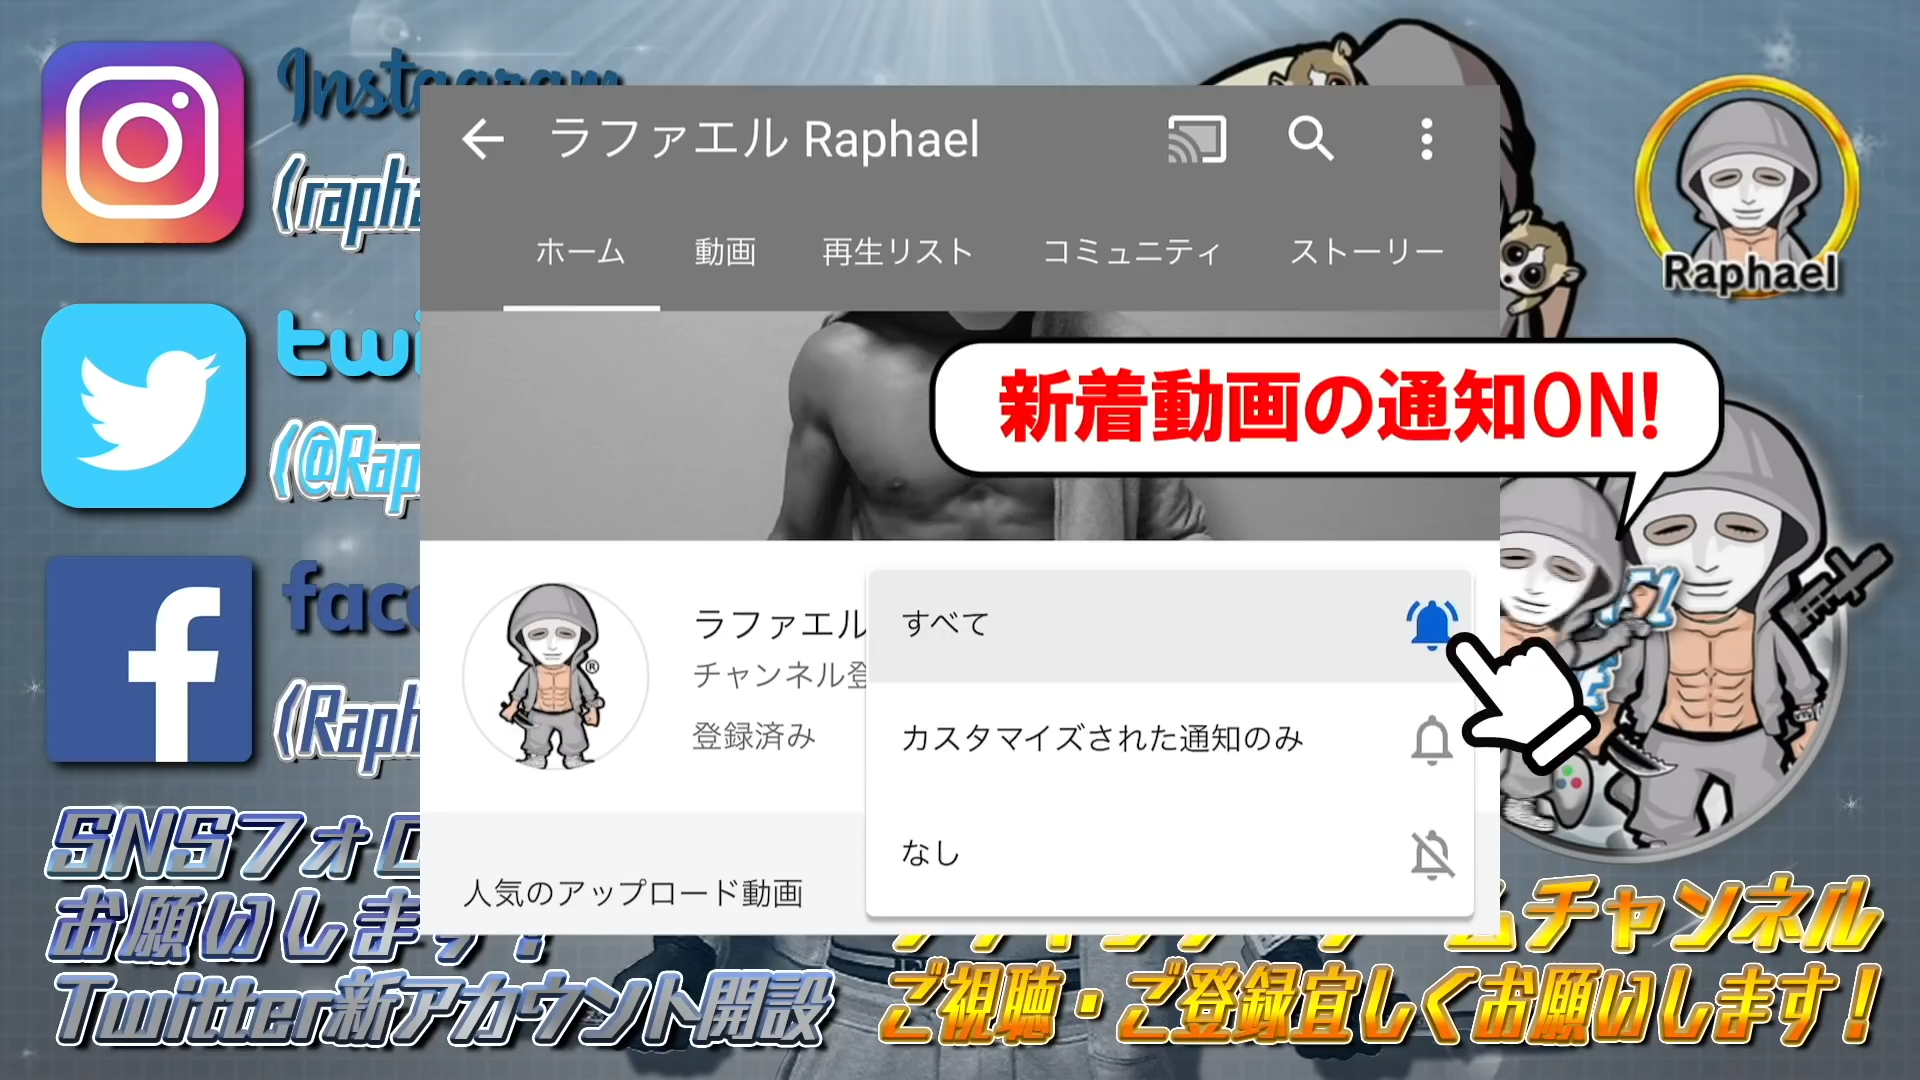 ラファエル Raphael
ホーム 動画 再生リスト コミュニティ ストーリー
Raphael
新着動画の通知ON!
Instagram
(rapha
twi
(@Rap
face
(Raph
ラファエル
チャンネル登
登録済み
すべて
カスタマイズされた通知のみ
なし
人気のアップロード動画
SNSフォロ
お願いします!
Twitter新アカウント開設
ムチャンネル
ご視聴・ご登録宜しくお願いします!